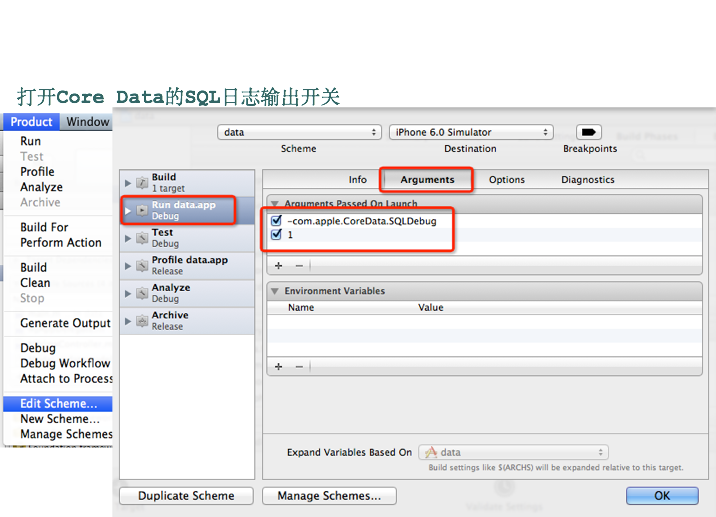 打开Core Data的SQL日志输出开关
Product Window
Run
Test
Profile
Analyze
Archive
Build For
Perform Action
Build
Clean
Stop
Generate Output
Debug
Debug Workflow
Attach to Process
Edit Scheme...
New Scheme...
Manage Schemes
data
iPhone 6.0 Simulator
Scheme
Destination
Breakpoints
Build
1 target
Run data.app
Debug
Test
Debug
Profile data.app
Release
Analyze
Debug
Archive
Release
Info
Arguments
Options
Diagnostics
Arguments Passed On Launch
-com.apple.CoreData.SQLDebug
1
Environment Variables
Name
Value
Expand Variables Based On
data
Build settings like $(ARCHS) will be expanded relative to this target.
Duplicate Scheme
Manage Schemes...
OK